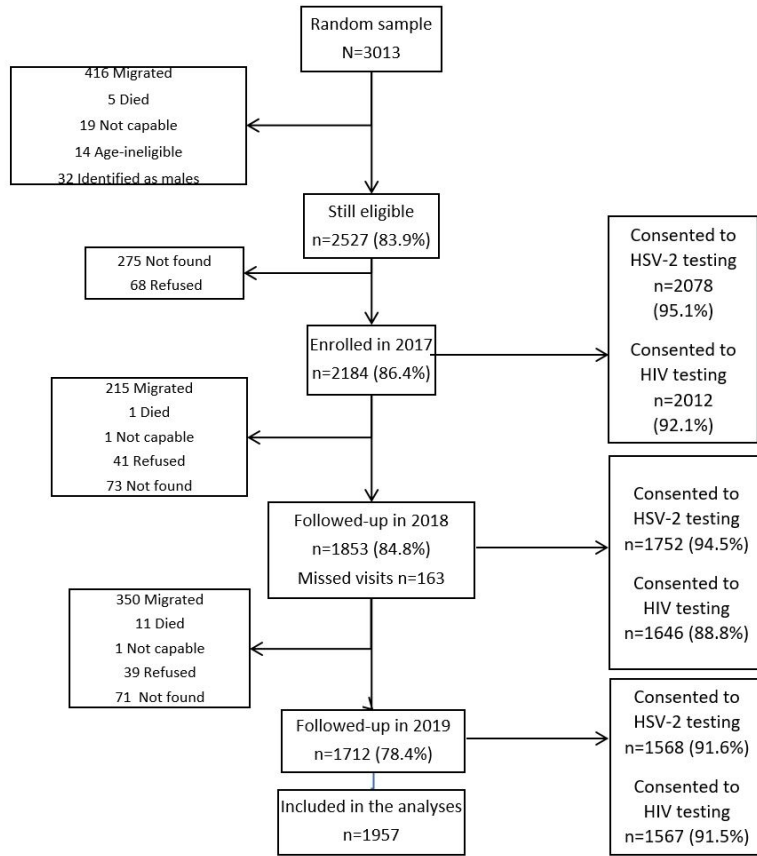 Random sample
N=3013
416 Migrated
5 Died
19 Not capable
14 Age-ineligible
32 Identified as males
Still eligible
n=2527 (83.9%)
275 Not found
68 Refused
Enrolled in 2017
n=2184 (86.4%)
Consented to
HSV-2 testing
n=2078
(95.1%)
Consented to
HIV testing
n=2012
(92.1%)
215 Migrated
1 Died
1 Not capable
41 Refused
73 Not found
Followed-up in 2018
n=1853 (84.8%)
Missed visits n=163
Consented to
HSV-2 testing
n=1752 (94.5%)
Consented to
HIV testing
n=1646 (88.8%)
350 Migrated
11 Died
1 Not capable
39 Refused
71 Not found
Followed-up in 2019
n=1712 (78.4%)
Consented to
HSV-2 testing
n=1568 (91.6%)
Consented to
HIV testing
n=1567 (91.5%)
Included in the analyses
n=1957